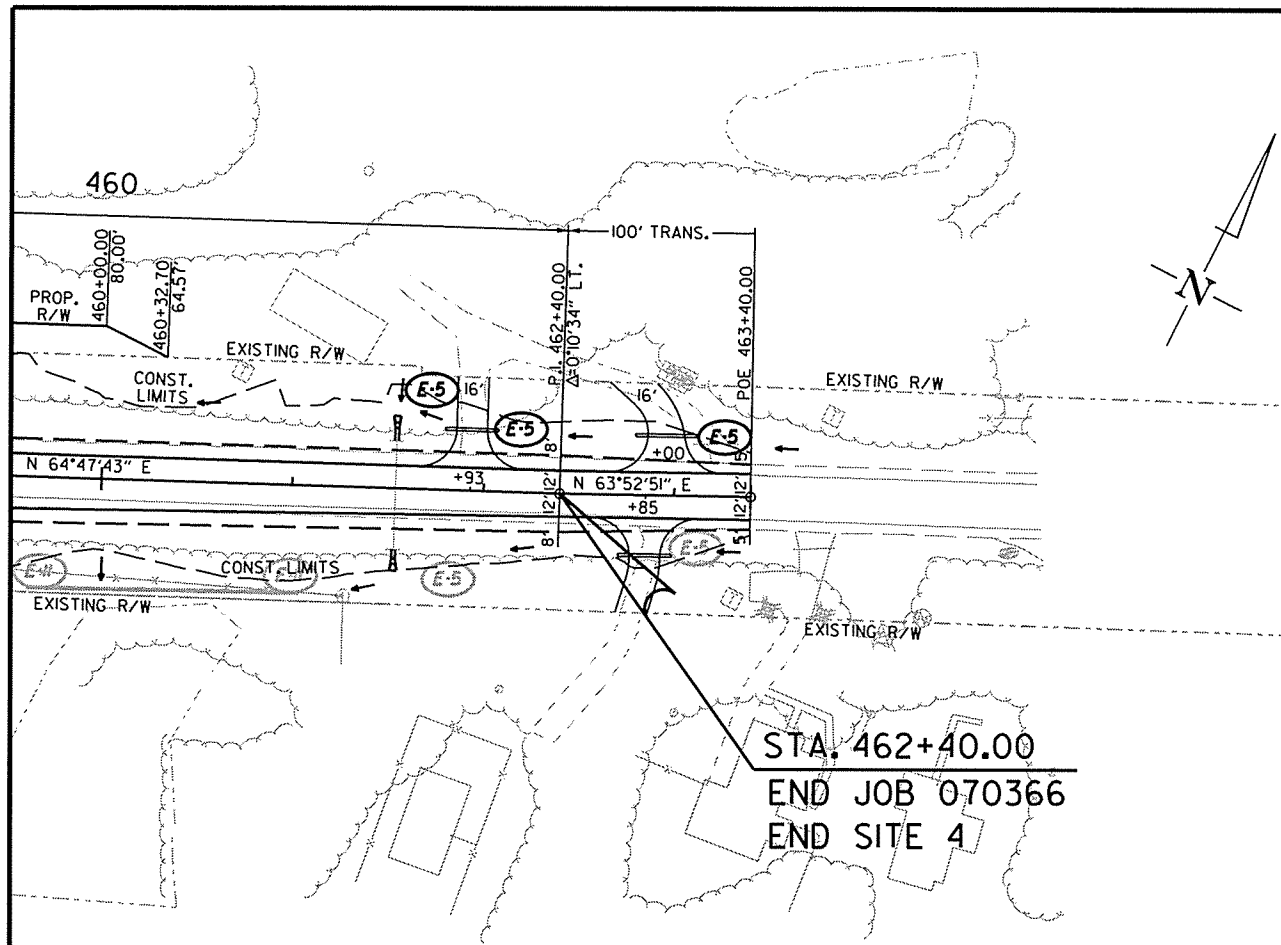 460
100' TRANS.
460+00.00
80.00'
460+32.70
64.57'
PROP.
R/W
P.I. 462+40.00
Δ=0°10'34" LT.
POE 463+40.00
N
EXISTING R/W
EXISTING R/W
CONST.
LIMITS
E-5
16'
16'
E-5
E-5
8'
+00
5'
N 64°47'43" E
+93
12'
12'
N 63°52'51" E
12'
12'
+85
8'
5'
E-11
CONST. LIMITS
E-11
E-5
E-5
EXISTING R/W
EXISTING R/W
STA. 462+40.00
END JOB 070366
END SITE 4